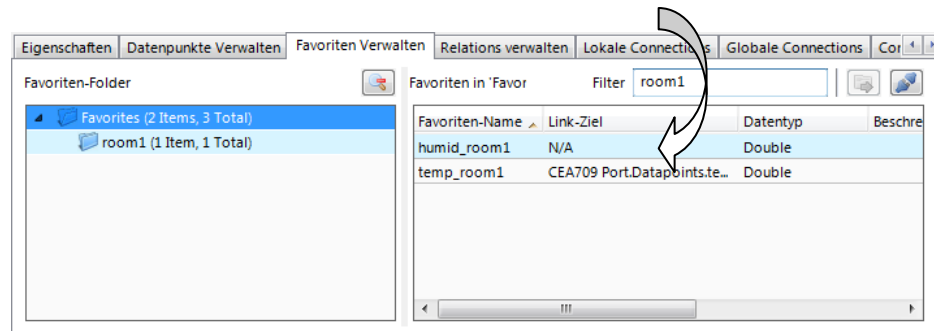 Eigenschaften Datenpunkte Verwalten Favoriten Verwalten Relations verwalten Lokale Connections Globale Connections Cor
Favoriten-Folder
Favoriten in 'Favor Filter room1
Favorites (2 Items, 3 Total)
room1 (1 Item, 1 Total)
Favoriten-Name Link-Ziel Datentyp Beschre
humid_room1 N/A Double
temp_room1 CEA709 Port.Datapoints.te... Double